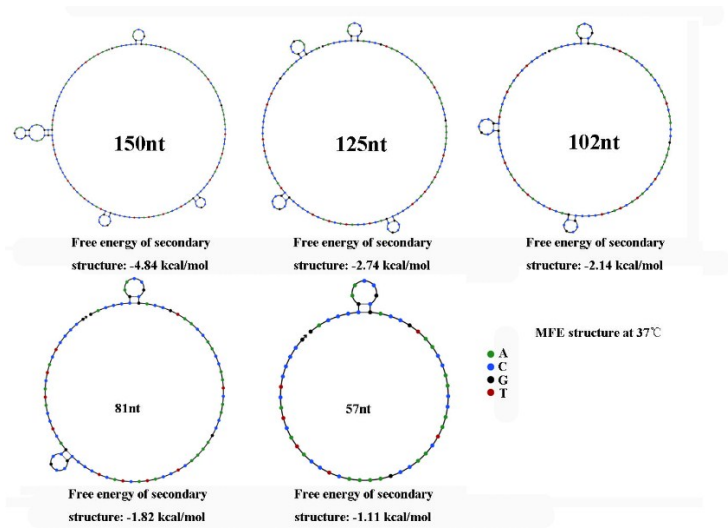 150nt
125nt
102nt
Free energy of secondary
structure: -4.84 kcal/mol
Free energy of secondary
structure: -2.74 kcal/mol
Free energy of secondary
structure: -2.14 kcal/mol
81nt
57nt
MFE structure at 37℃
A
C
G
T
Free energy of secondary
structure: -1.82 kcal/mol
Free energy of secondary
structure: -1.11 kcal/mol